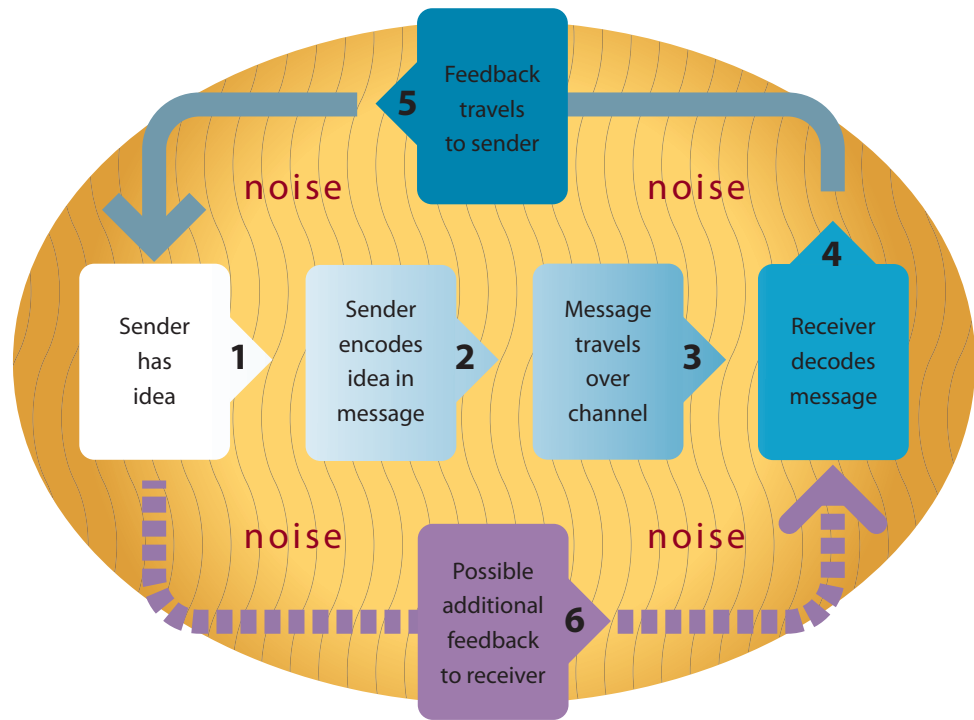 5
Feedback
travels
to sender
noise
noise
Sender
has
idea
1
Sender
encodes
idea in
message
2
Message
travels
over
channel
3
4
Receiver
decodes
message
noise
noise
Possible
additional
feedback
to receiver
6